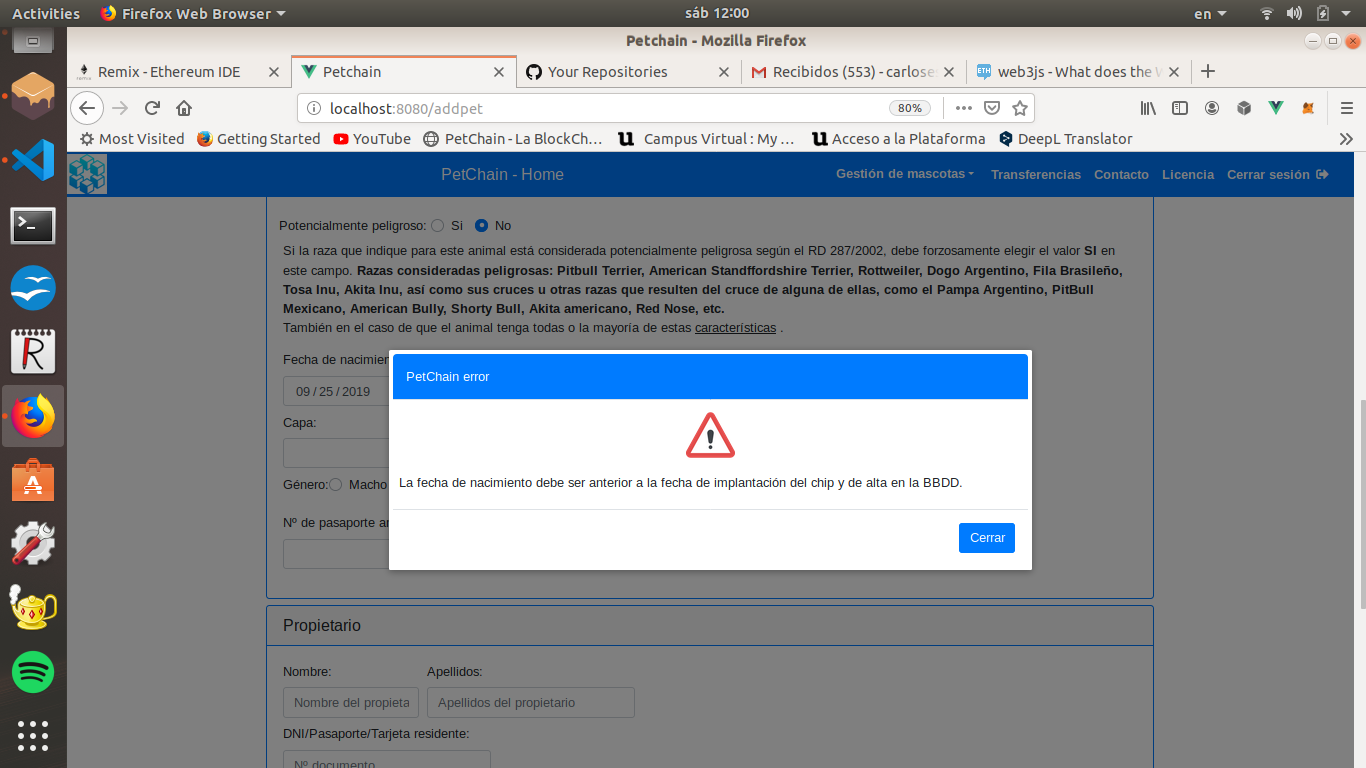 Activities
Firefox Web Browser
sáb 12:00
en
Petchain - Mozilla Firefox
Remix - Ethereum IDE
Petchain
Your Repositories
Recibidos (553) - carlose
web3js - What does the
localhost:8080/addpet
80%
Most Visited
Getting Started
YouTube
PetChain - La BlockCh…
Campus Virtual : My …
Acceso a la Plataforma
DeepL Translator
PetChain - Home
Gestión de mascotas
Transferencias
Contacto
Licencia
Cerrar sesión
Potencialmente peligroso: Si No
Si la raza que indique para este animal está considerada potencialmente peligrosa según el RD 287/2002, debe forzosamente elegir el valor SI en
este campo. Razas consideradas peligrosas: Pitbull Terrier, American Standffordshire Terrier, Rottweiler, Dogo Argentino, Fila Brasileño,
Tosa Inu, Akita Inu, así como sus cruces u otras razas que resulten del cruce de alguna de ellas, como el Pampa Argentino, PitBull
Mexicano, American Bully, Shorty Bull, Akita americano, Red Nose, etc.
También en el caso de que el animal tenga todas o la mayoría de estas características .
Fecha de nacimien
09 / 25 / 2019
Capa:
Género: Macho
Nº de pasaporte an
PetChain error
La fecha de nacimiento debe ser anterior a la fecha de implantación del chip y de alta en la BBDD.
Cerrar
Propietario
Nombre: Apellidos:
Nombre del propieta Apellidos del propietario
DNI/Pasaporte/Tarjeta residente:
Nº documento